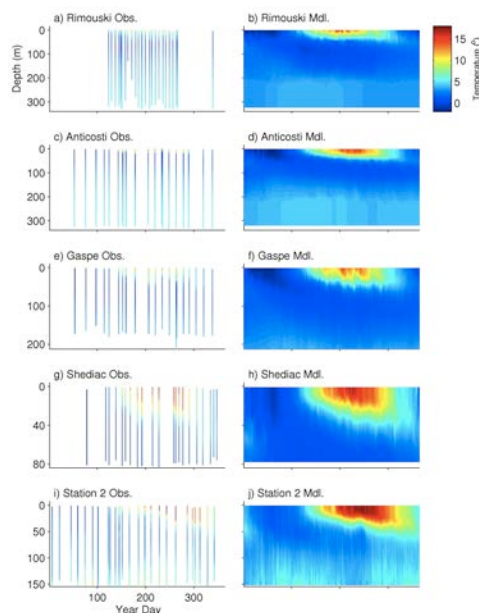 a) Rimouski Obs.
b) Rimouski Mdl.
Depth (m)
0
100
200
300
15
10
5
0
Temperature (°C)
c) Anticosti Obs.
d) Anticosti Mdl.
0
100
200
300
e) Gaspe Obs.
f) Gaspe Mdl.
0
100
200
g) Shediac Obs.
h) Shediac Mdl.
0
40
80
i) Station 2 Obs.
j) Station 2 Mdl.
0
50
100
150
100 200 300
Year Day